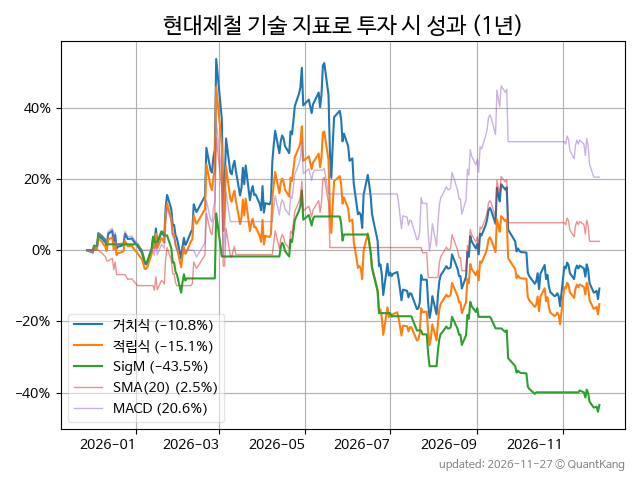 현대제철 기술 지표로 투자 시 성과 (1년)
40%
20%
0%
−20%
−40%
거치식 (−10.8%)
적립식 (−15.1%)
SigM (−43.5%)
SMA(20) (2.5%)
MACD (20.6%)
2026-01
2026-03
2026-05
2026-07
2026-09
2026-11
updated: 2026-11-27 © QuantKang